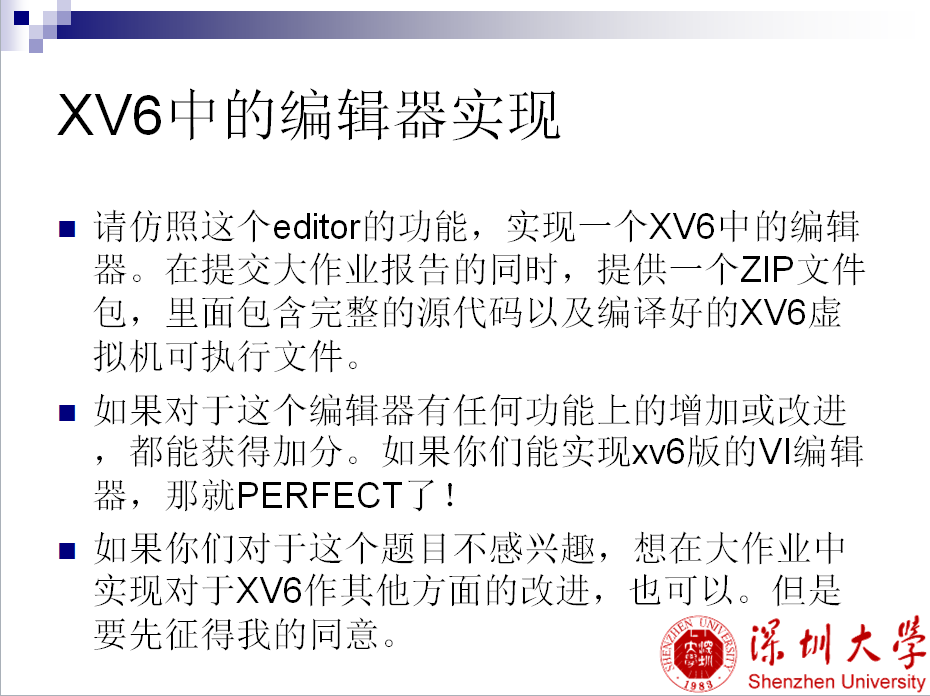 XV6中的编辑器实现
请仿照这个editor的功能，实现一个XV6中的编辑
器。在提交大作业报告的同时，提供一个ZIP文件
包，里面包含完整的源代码以及编译好的XV6虚
拟机可执行文件。
如果对于这个编辑器有任何功能上的增加或改进
，都能获得加分。如果你们能实现xv6版的VI编辑
器，那就PERFECT了！
如果你们对于这个题目不感兴趣，想在大作业中
实现对于XV6作其他方面的改进，也可以。但是
要先征得我的同意。
SHENZHEN UNIVERSITY
1983
深圳大学
Shenzhen University